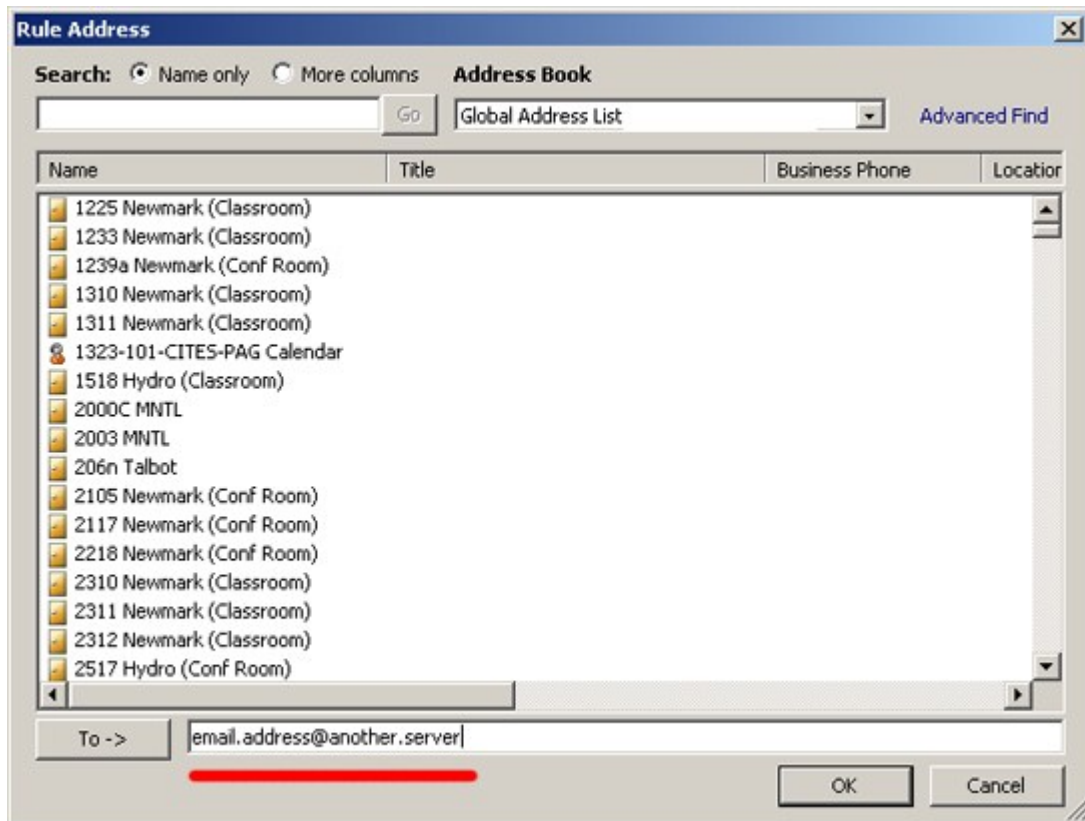 Rule Address
Search: Name only More columns Address Book
Go Global Address List Advanced Find
Name Title Business Phone Location
1225 Newmark (Classroom)
1233 Newmark (Classroom)
1239a Newmark (Conf Room)
1310 Newmark (Classroom)
1311 Newmark (Classroom)
1323-101-CITES-PAG Calendar
1518 Hydro (Classroom)
2000C MNTL
2003 MNTL
206n Talbot
2105 Newmark (Conf Room)
2117 Newmark (Conf Room)
2218 Newmark (Conf Room)
2310 Newmark (Classroom)
2311 Newmark (Classroom)
2312 Newmark (Classroom)
2517 Hydro (Conf Room)
To -> email.address@another.server
OK Cancel